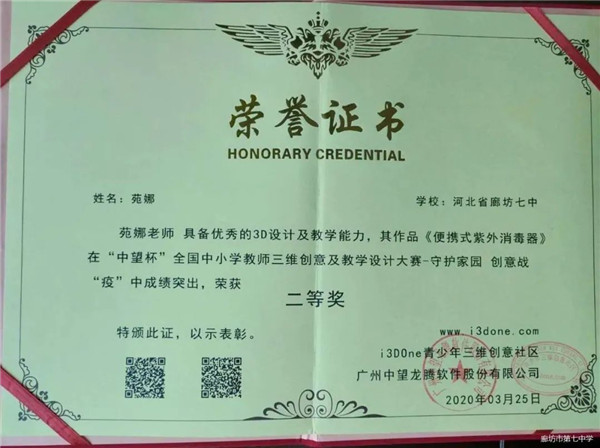 荣誉证书
HONORARY CREDENTIAL
姓名：苑娜
学校：河北省廊坊七中
苑娜老师 具备优秀的3D设计及教学能力，其作品《便携式紫外消毒器》
在“中望杯”全国中小学教师三维创意及教学设计大赛-守护家园 创意战
“疫”中成绩突出，荣获
二等奖
特颁此证，以示表彰。
www.i3done.com
i3DOne青少年三维创意社区
广州中望龙腾软件股份有限公司
2020年03月25日
廊坊市第七中学